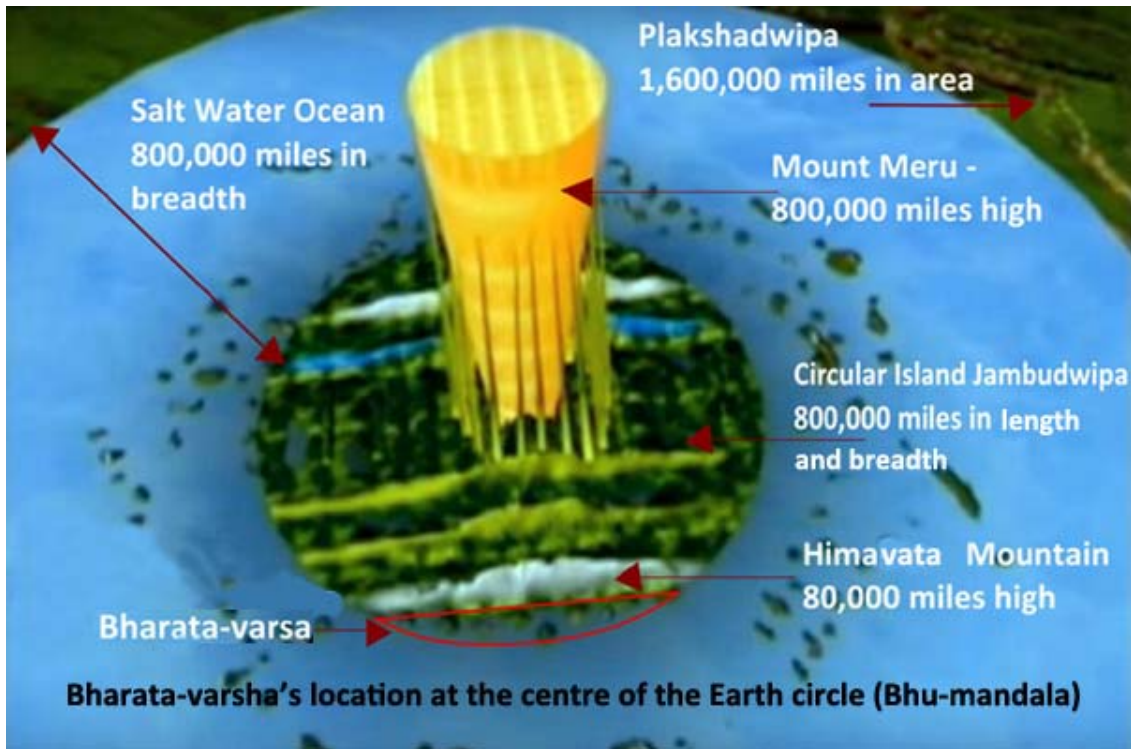 Plakshadwipa
1,600,000 miles in area
Salt Water Ocean
800,000 miles in
breadth
Mount Meru -
800,000 miles high
Circular Island Jambudwipa
800,000 miles in length
and breadth
Himavata Mountain
80,000 miles high
Bharata-varsa
Bharata-varsha's location at the centre of the Earth circle (Bhu-mandala)